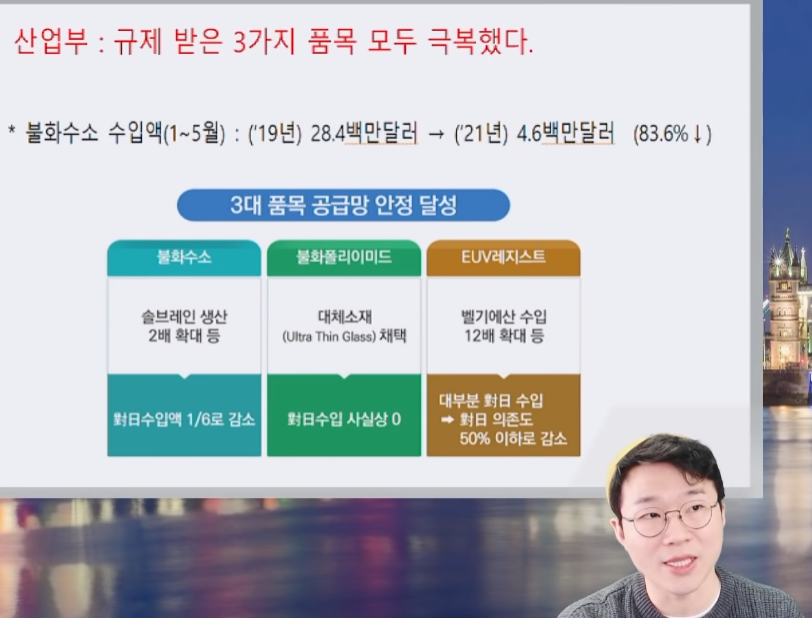 산업부 : 규제 받은 3가지 품목 모두 극복했다.
* 불화수소 수입액(1~5월) : ('19년) 28.4백만달러 → ('21년) 4.6백만달러 (83.6%↓)
3대 품목 공급망 안정 달성
불화수소
솔브레인 생산
2배 확대 등
對日수입액 1/6로 감소
불화폴리이미드
대체소재
(Ultra Thin Glass) 채택
對日수입 사실상 0
EUV레지스트
벨기에산 수입
12배 확대 등
대부분 對日 수입
➡ 對日 의존도
50% 이하로 감소